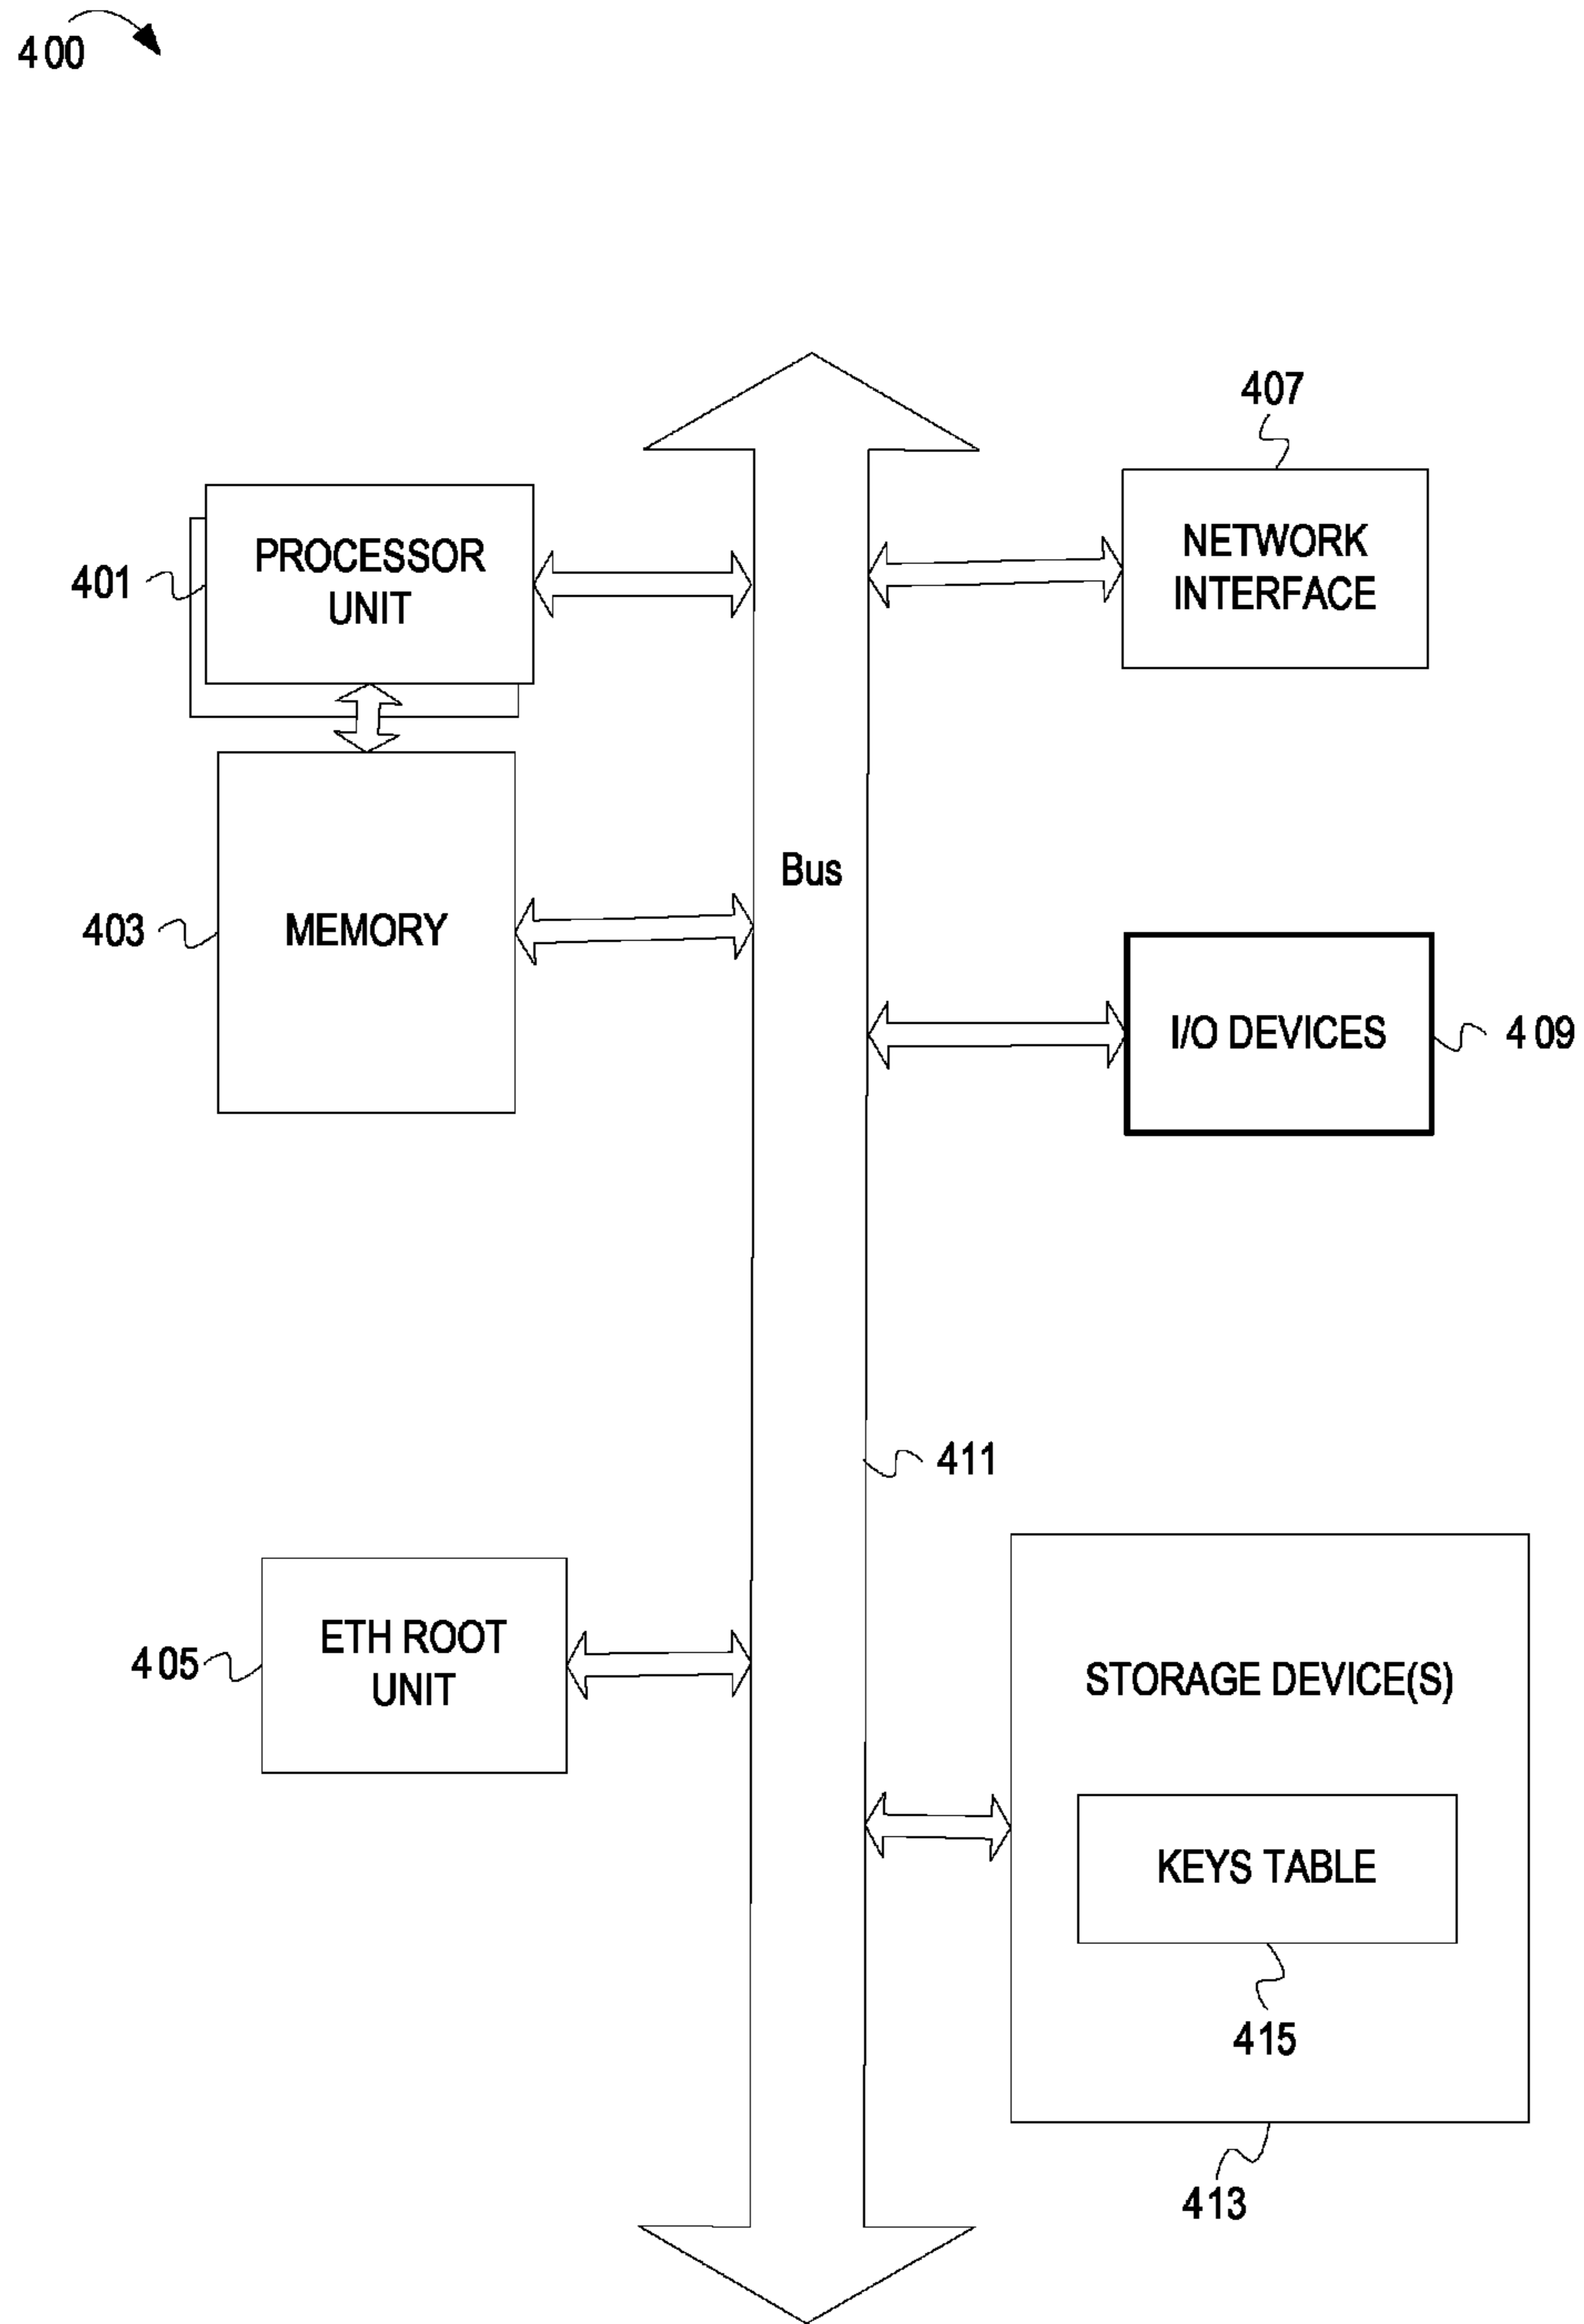 400
407
PROCESSOR
UNIT
401
NETWORK
INTERFACE
Bus
403
MEMORY
I/O DEVICES
409
411
ETH ROOT
UNIT
405
STORAGE DEVICE(S)
KEYS TABLE
415
413